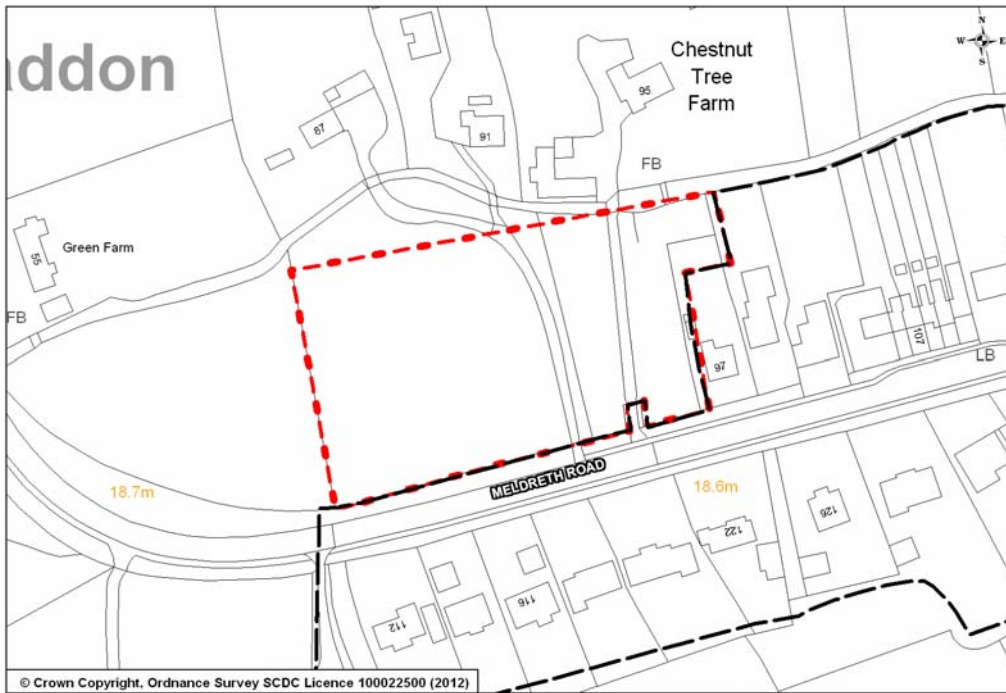 addon
N
W E
S
Chestnut
Tree
Farm
95
87
91
FB
55
Green Farm
FB
97
107
LB
MELDRETH ROAD
18.7m
18.6m
126
122
116
112
© Crown Copyright, Ordnance Survey SCDC Licence 100022500 (2012)